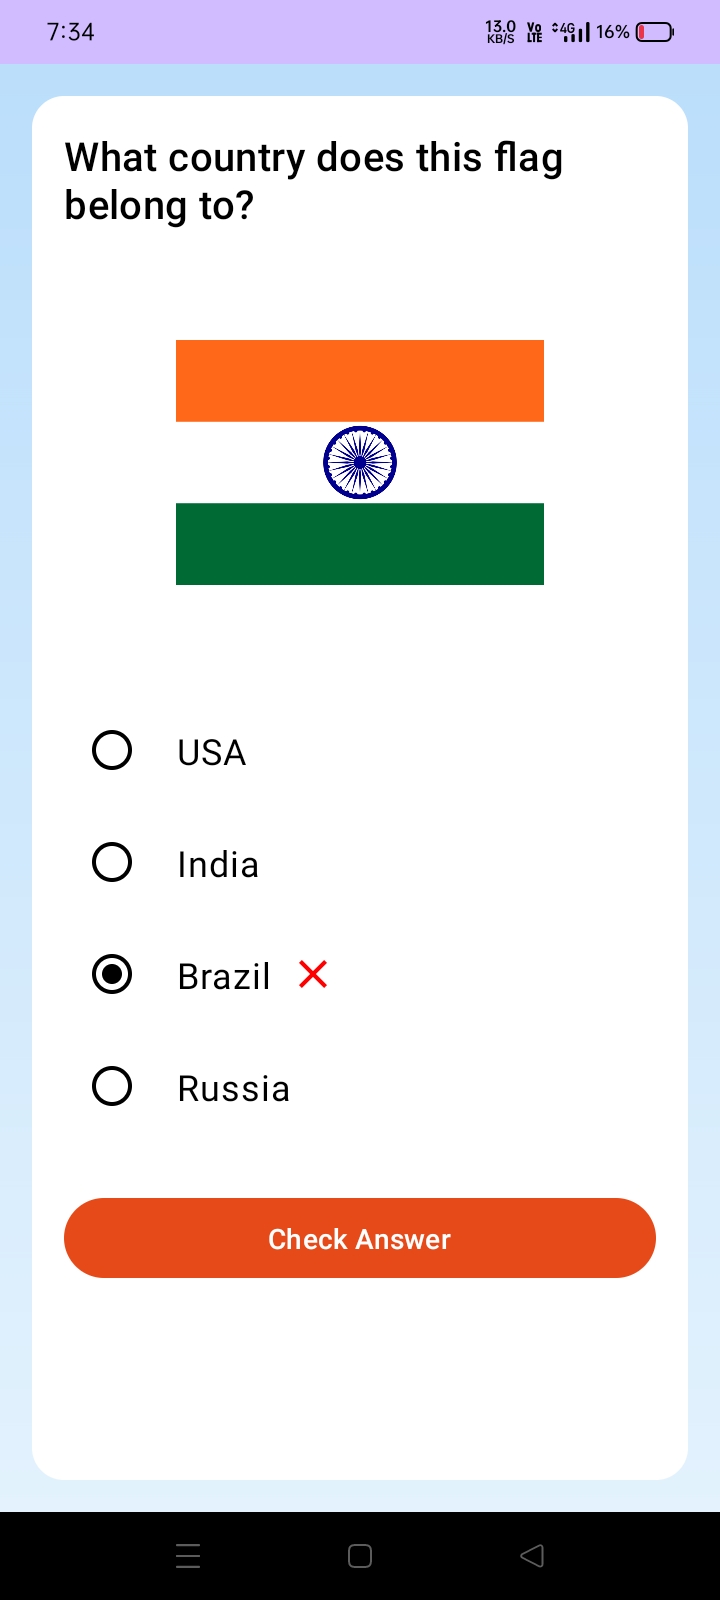 7:34
13.0 KB/S Vo LTE 4G 16%
What country does this flag
belong to?
USA
India
Brazil
Russia
Check Answer